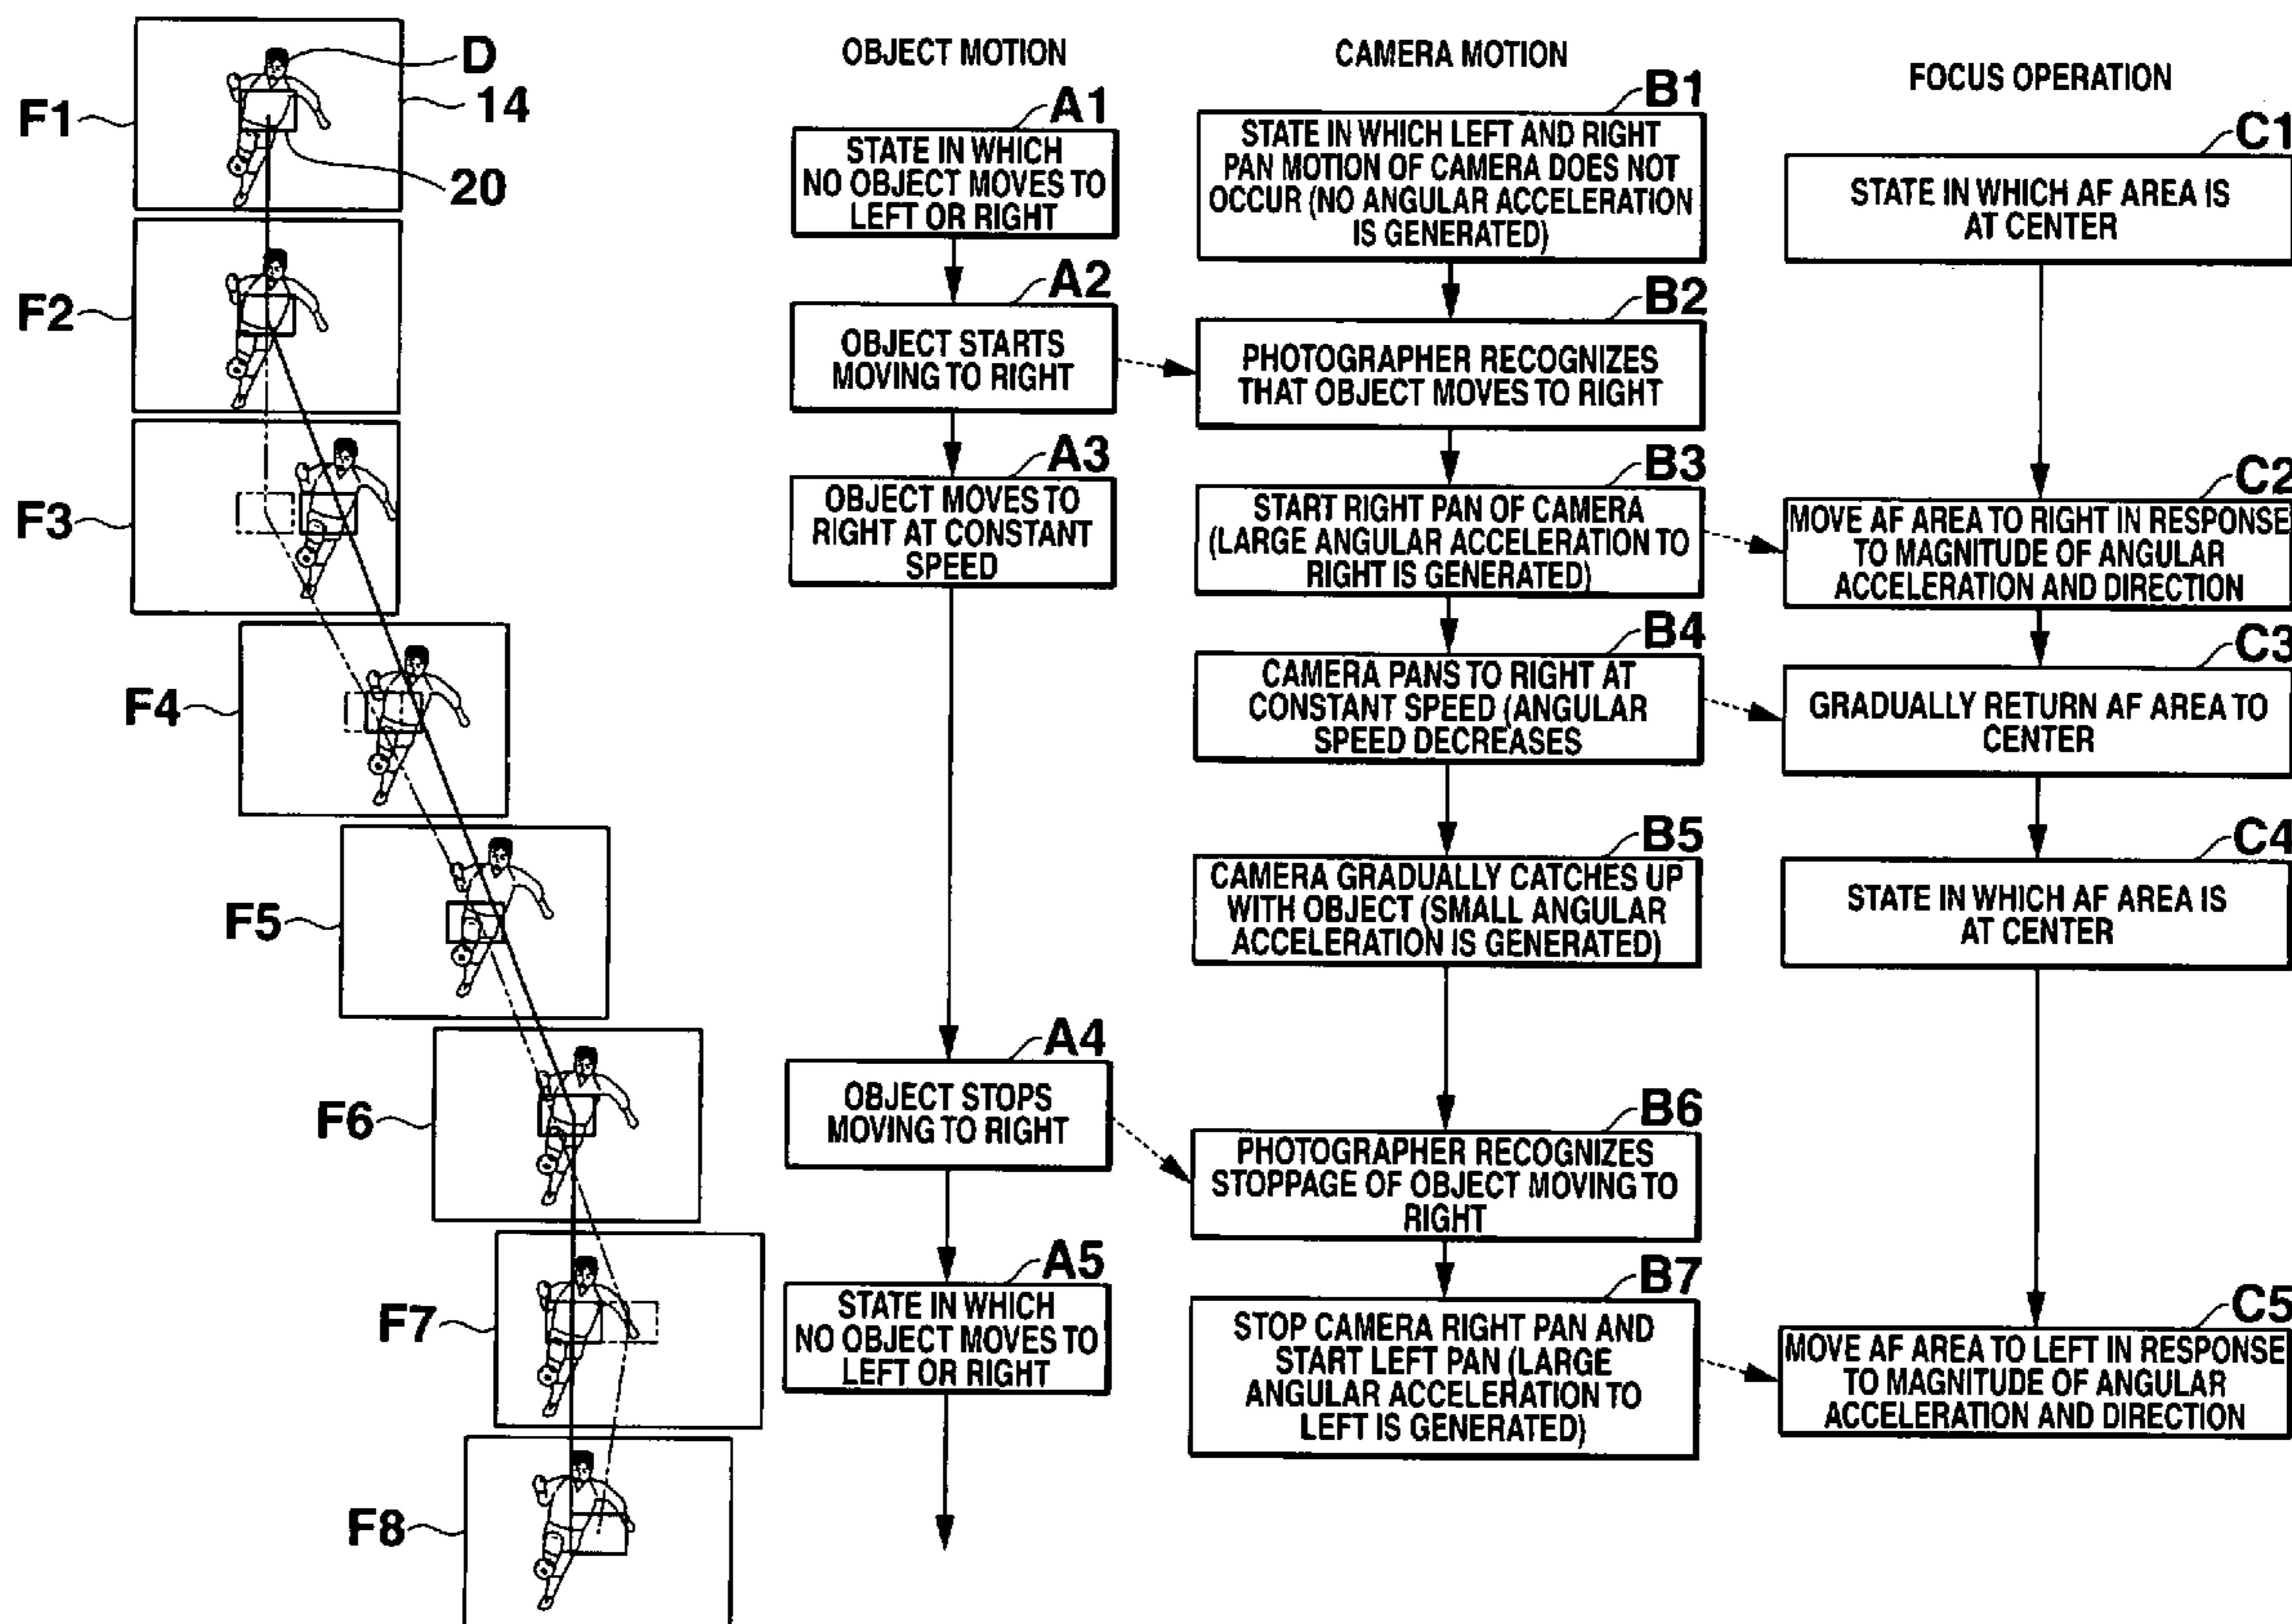 D
14
F1
20
F2
F3
F4
F5
F6
F7
F8
OBJECT MOTION
A1
STATE IN WHICH
NO OBJECT MOVES TO
LEFT OR RIGHT
A2
OBJECT STARTS
MOVING TO RIGHT
A3
OBJECT MOVES TO
RIGHT AT CONSTANT
SPEED
A4
OBJECT STOPS
MOVING TO RIGHT
A5
STATE IN WHICH
NO OBJECT MOVES TO
LEFT OR RIGHT
CAMERA MOTION
B1
STATE IN WHICH LEFT AND RIGHT
PAN MOTION OF CAMERA DOES NOT
OCCUR (NO ANGULAR ACCELERATION
IS GENERATED)
B2
PHOTOGRAPHER RECOGNIZES
THAT OBJECT MOVES TO RIGHT
B3
START RIGHT PAN OF CAMERA
(LARGE ANGULAR ACCELERATION TO
RIGHT IS GENERATED)
B4
CAMERA PANS TO RIGHT AT
CONSTANT SPEED (ANGULAR
SPEED DECREASES
B5
CAMERA GRADUALLY CATCHES UP
WITH OBJECT (SMALL ANGULAR
ACCELERATION IS GENERATED)
B6
PHOTOGRAPHER RECOGNIZES
STOPPAGE OF OBJECT MOVING TO
RIGHT
B7
STOP CAMERA RIGHT PAN AND
START LEFT PAN (LARGE
ANGULAR ACCELERATION TO
LEFT IS GENERATED)
FOCUS OPERATION
C1
STATE IN WHICH AF AREA IS
AT CENTER
C2
MOVE AF AREA TO RIGHT IN RESPONSE
TO MAGNITUDE OF ANGULAR
ACCELERATION AND DIRECTION
C3
GRADUALLY RETURN AF AREA TO
CENTER
C4
STATE IN WHICH AF AREA IS
AT CENTER
C5
MOVE AF AREA TO LEFT IN RESPONSE
TO MAGNITUDE OF ANGULAR
ACCELERATION AND DIRECTION